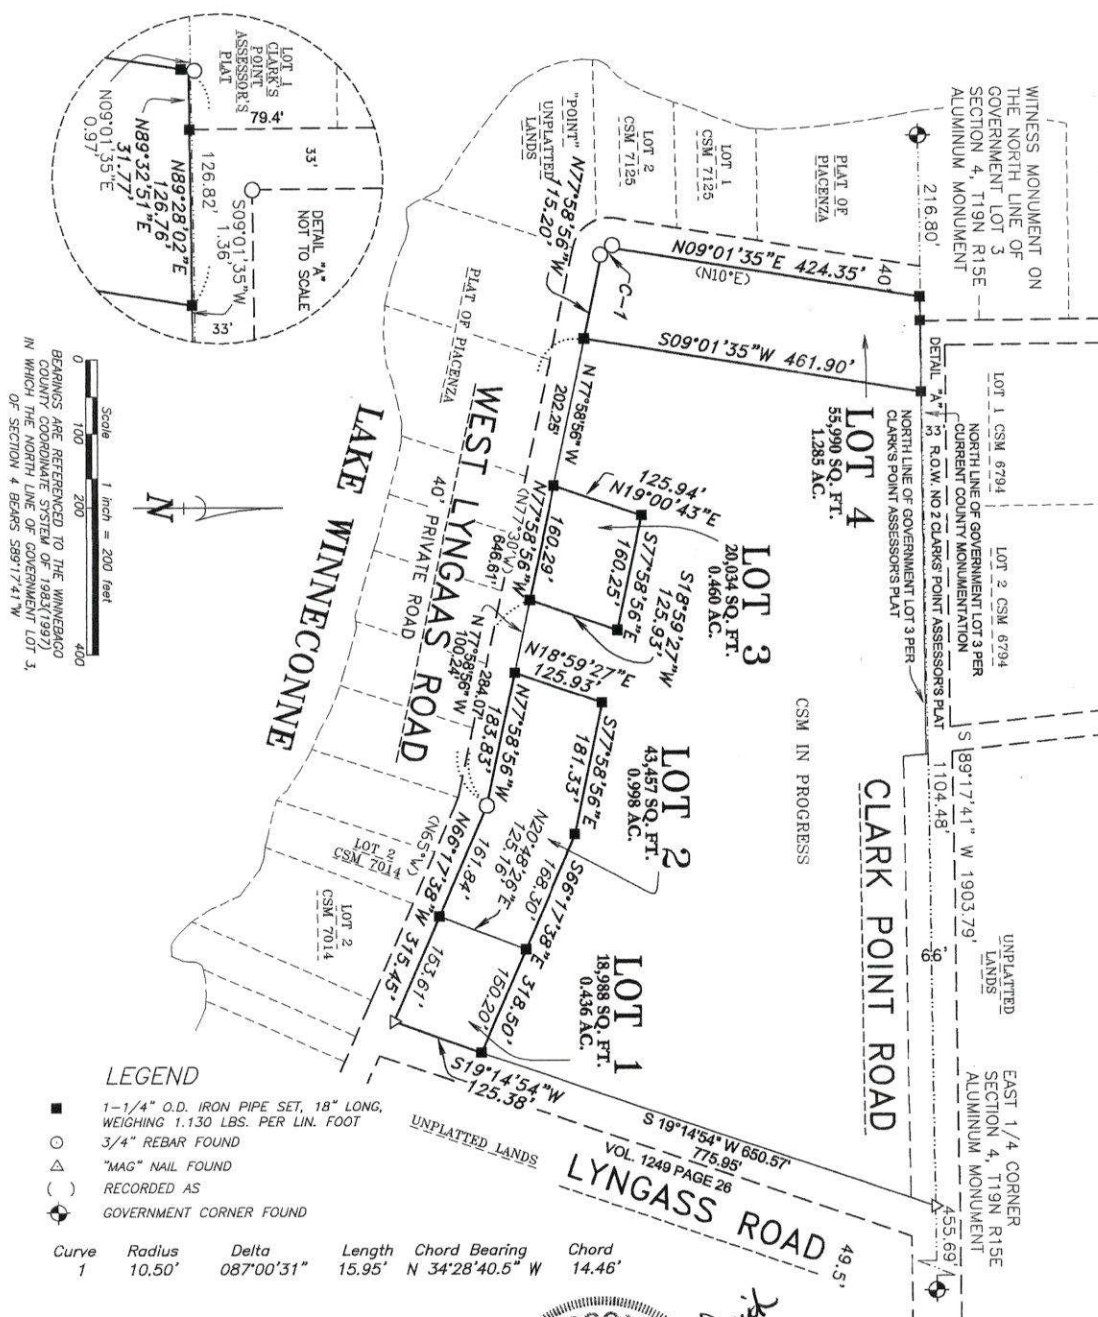 WITNESS MONUMENT ON
THE NORTH LINE OF
GOVERNMENT LOT 3
SECTION 4, T19N R15E
ALUMINUM MONUMENT
216.80'
PLAT OF
PIACENZA
LOT 1
CSM 7125
LOT 2
CSM 7125
"POINT"
UNPLATTED
LANDS
N77°58'56"W
115.20'
C-1
N09°01'35"E 424.35'
(N10°E)
40'
S09°01'35"W 461.90'
DETAIL "A"
33'
LOT 1 CSM 6794
LOT 2 CSM 6794
NORTH LINE OF GOVERNMENT LOT 3 PER
CURRENT COUNTY MONUMENTATION
R.O.W. NO 2 CLARKS' POINT ASSESSOR'S PLAT
NORTH LINE OF GOVERNMENT LOT 3 PER
CLARK'S POINT ASSESSOR'S PLAT
LOT 4
55,990 SQ. FT.
1.285 AC.
LOT 1
CLARK'S
POINT
ASSESSOR'S
PLAT
79.4'
33'
DETAIL "A"
NOT TO SCALE
S09°01'35"W
1.36'
126.82'
N89°28'02"E
126.76'
N89°32'51"E
31.77'
N09°01'35"E
0.97'
33'
N 77°58'56" W
202.25'
125.94'
N19°00'43"E
S77°58'56"E
160.25'
N77°58'56"W
160.29'
(N77°30'W)
646.61'
S18°59'27"W
125.93'
LOT 3
20,034 SQ. FT.
0.460 AC.
PLAT OF PIACENZA
WEST LYNGAAS ROAD
40' PRIVATE ROAD
LAKE WINNECONNE
N 77°58'56" W
100.24'
284.07'
N18°59'27"E
125.93'
N77°58'56"W
183.83'
S77°58'56"E
181.33'
LOT 2
43,457 SQ. FT.
0.998 AC.
N20°48'26"E
125.16'
S66°17'38"E 318.50'
168.30'
150.20'
N66°17'38"W 315.45'
161.84'
153.61'
(N65°W)
LOT 2
CSM 7014
LOT 2
CSM 7014
LOT 1
18,988 SQ. FT.
0.436 AC.
S19°14'54"W
125.38'
CSM IN PROGRESS
CLARK POINT ROAD
S 89°17'41" W 1903.79'
1104.48'
66'
UNPLATTED
LANDS
EAST 1/4 CORNER
SECTION 4, T19N R15E
ALUMINUM MONUMENT
455.69'
S 19°14'54" W 650.57'
775.95'
VOL. 1249 PAGE 26
LYNGASS ROAD
49.5'
UNPLATTED LANDS
N
Scale 1 inch = 200 feet
0 100 200 400
BEARINGS ARE REFERENCED TO THE WINNEBAGO
COUNTY COORDINATE SYSTEM OF 1983(1997)
IN WHICH THE NORTH LINE OF GOVERNMENT LOT 3,
OF SECTION 4 BEARS S89°17'41"W
LEGEND
1-1/4" O.D. IRON PIPE SET, 18" LONG,
WEIGHING 1.130 LBS. PER LIN. FOOT
3/4" REBAR FOUND
"MAG" NAIL FOUND
( ) RECORDED AS
GOVERNMENT CORNER FOUND
Curve Radius Delta Length Chord Bearing Chord
1 10.50' 087°00'31" 15.95' N 34°28'40.5" W 14.46'